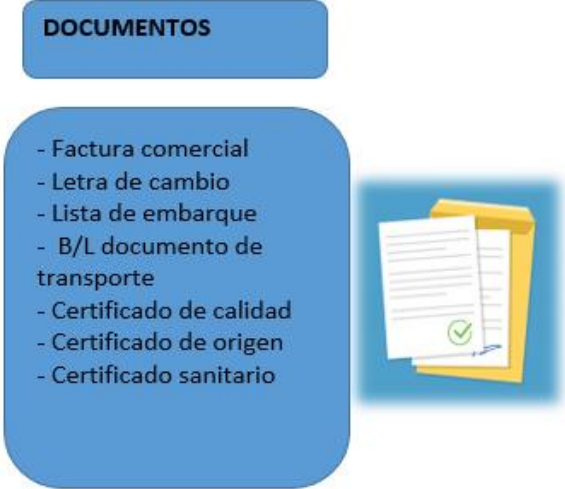 DOCUMENTOS
- Factura comercial
- Letra de cambio
- Lista de embarque
- B/L documento de
transporte
- Certificado de calidad
- Certificado de origen
- Certificado sanitario